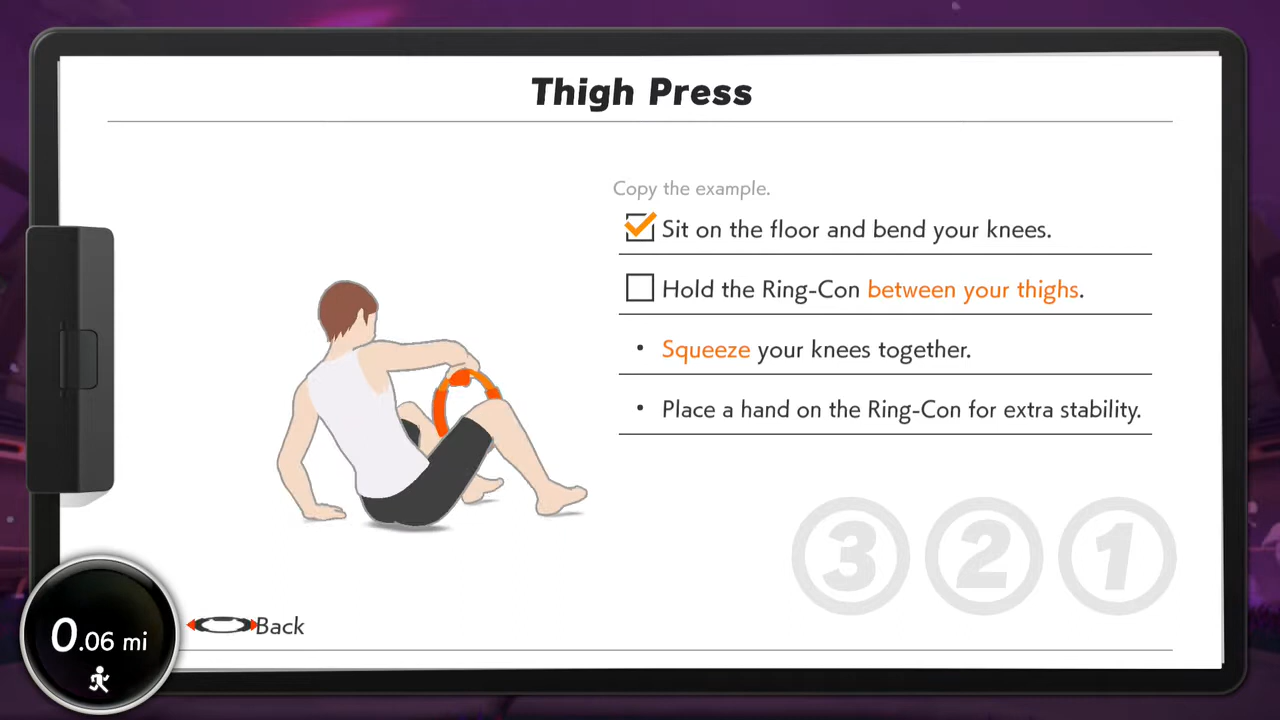 Thigh Press
Copy the example.
Sit on the floor and bend your knees.
Hold the Ring-Con between your thighs.
• Squeeze your knees together.
• Place a hand on the Ring-Con for extra stability.
3 2 1
0.06 mi
Back